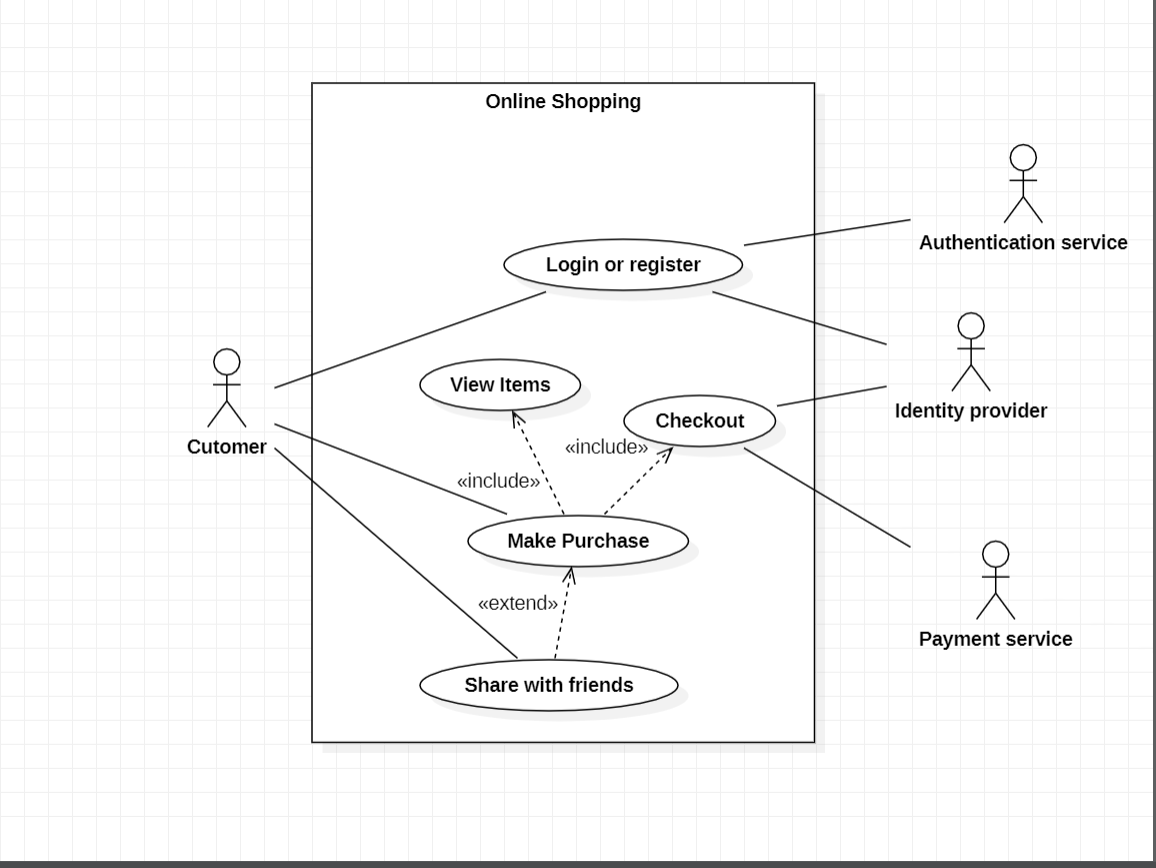 Online Shopping
Authentication service
Login or register
Identity provider
View Items
Checkout
Cutomer
«include»
«include»
Make Purchase
«extend»
Payment service
Share with friends